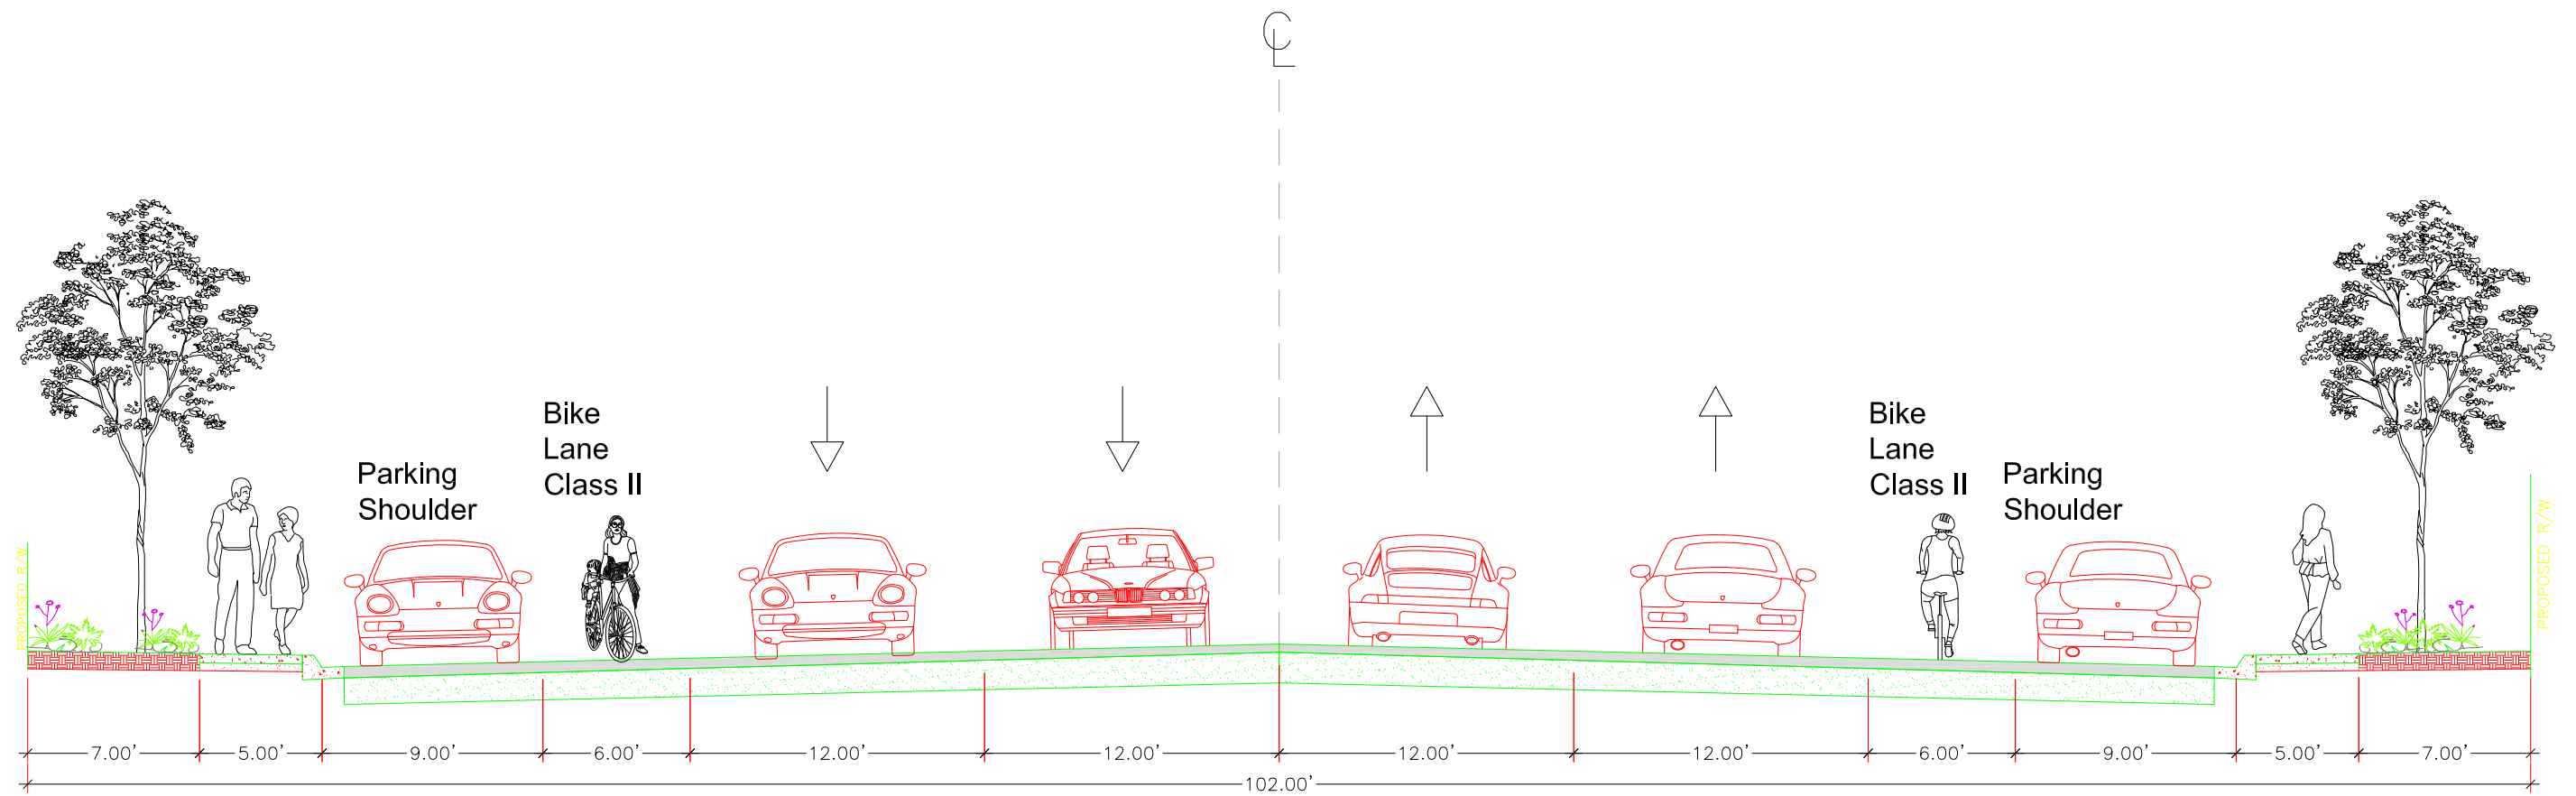 CL
Bike
Lane
Class II
Parking
Shoulder
Bike
Lane
Class II
Parking
Shoulder
PROPOSED R/W
PROPOSED R/W
7.00' 5.00' 9.00' 6.00' 12.00' 12.00' 12.00' 12.00' 6.00' 9.00' 5.00' 7.00'
102.00'